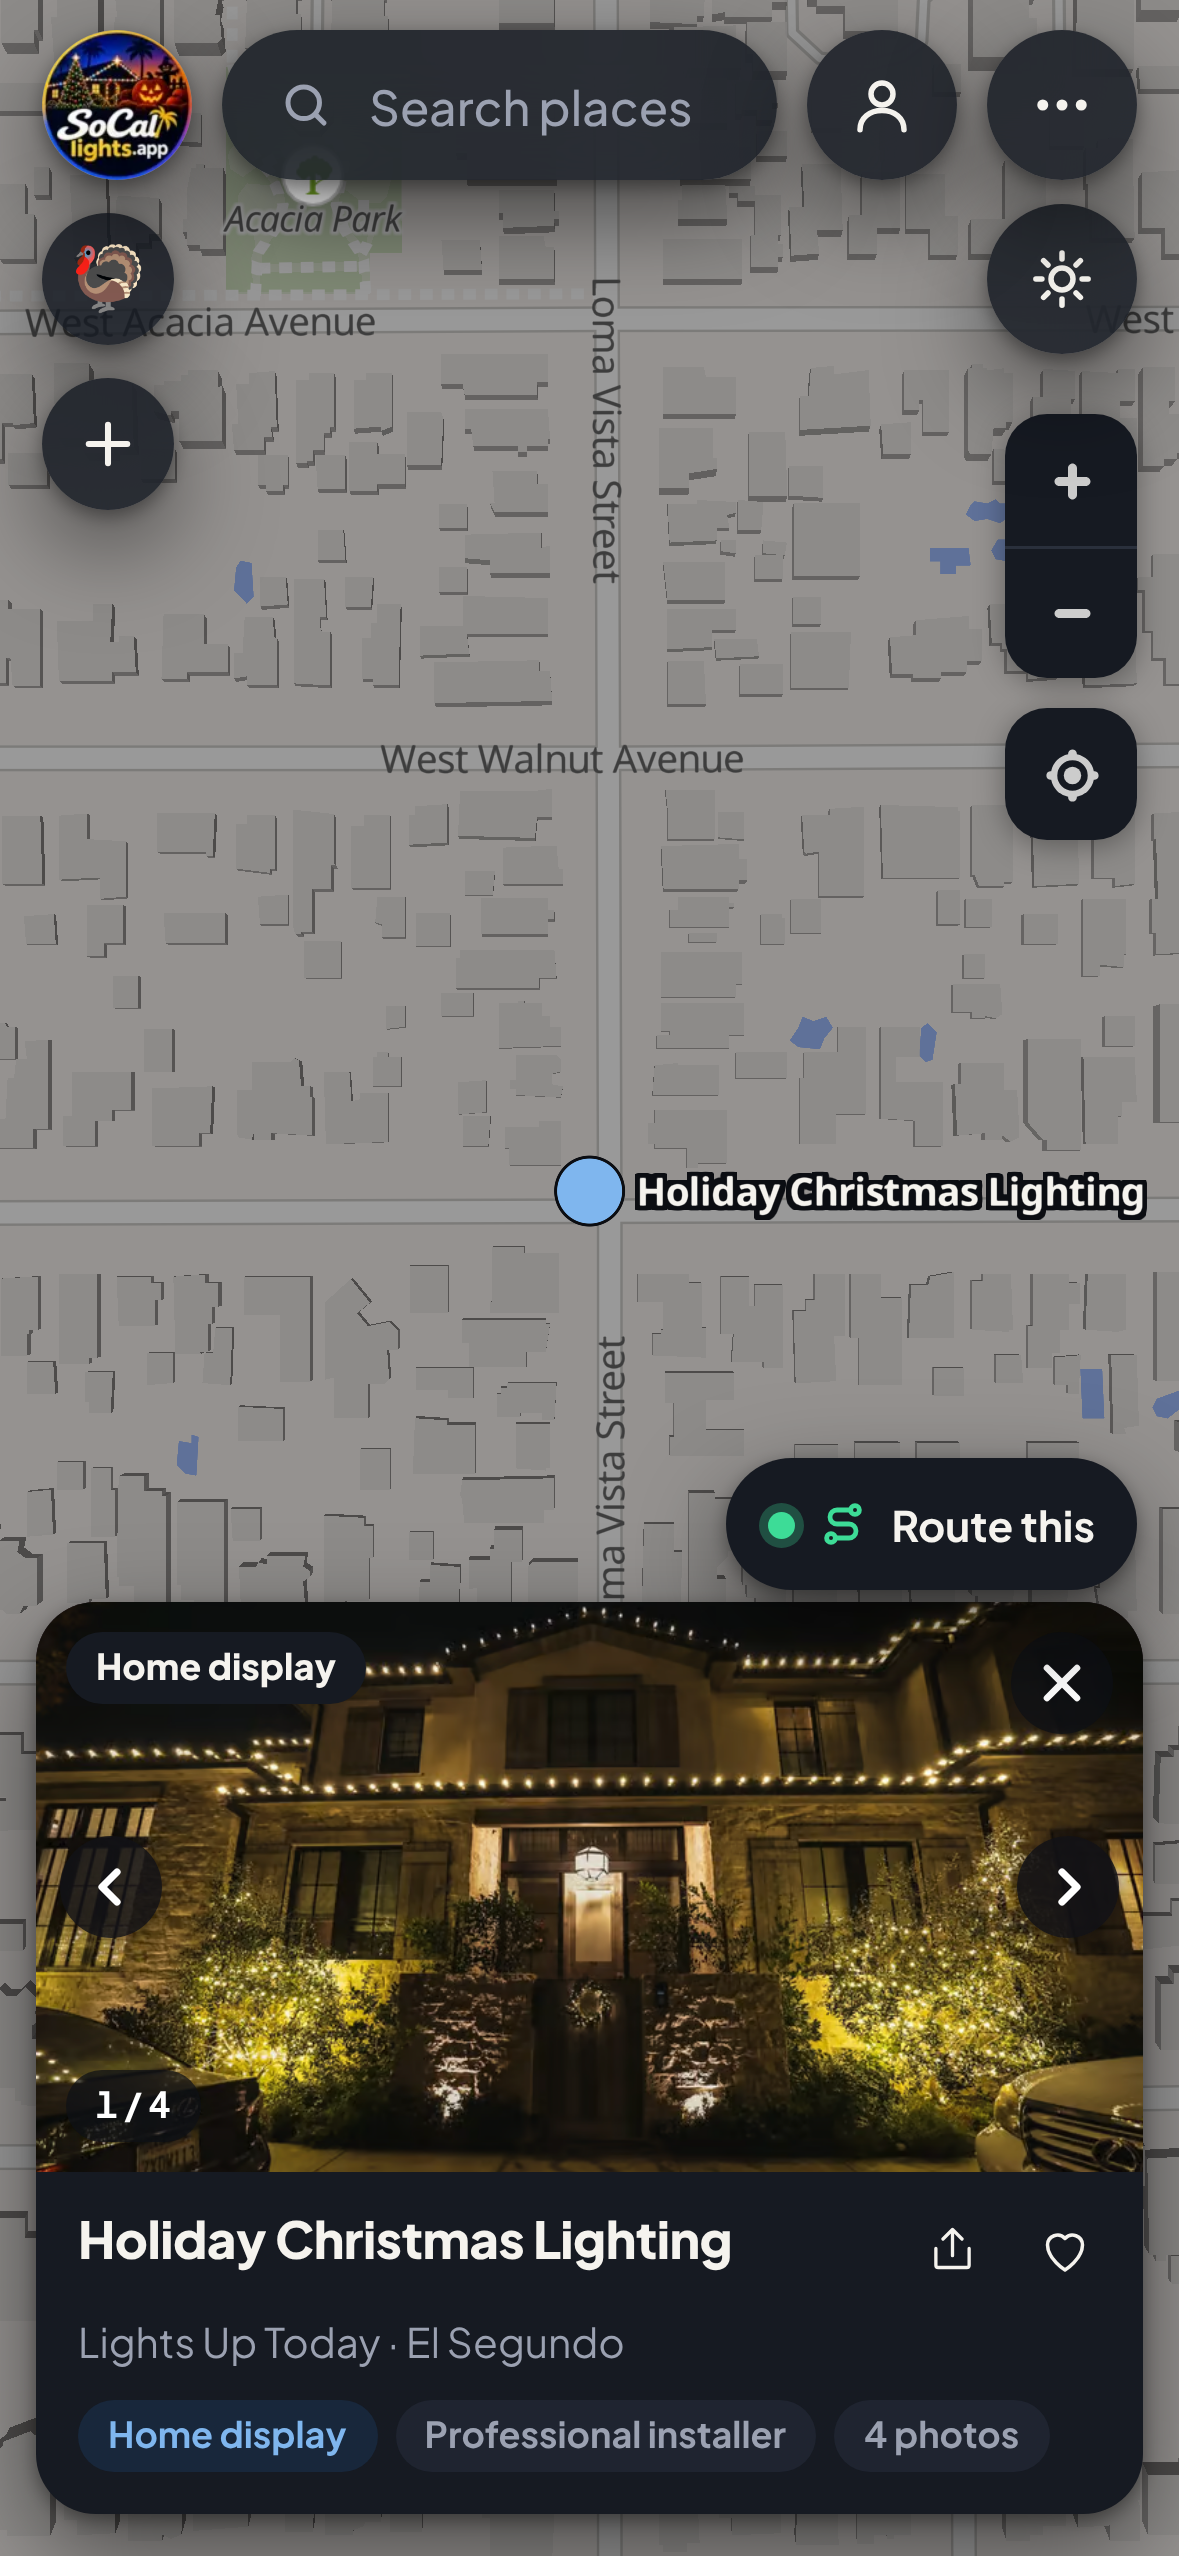 SoCal
lights.app
Search places
Acacia Park
West Acacia Avenue
West
Loma Vista Street
West Walnut Avenue
Holiday Christmas Lighting
ma Vista Street
Route this
Home display
1/4
Holiday Christmas Lighting
Lights Up Today · El Segundo
Home display
Professional installer
4 photos